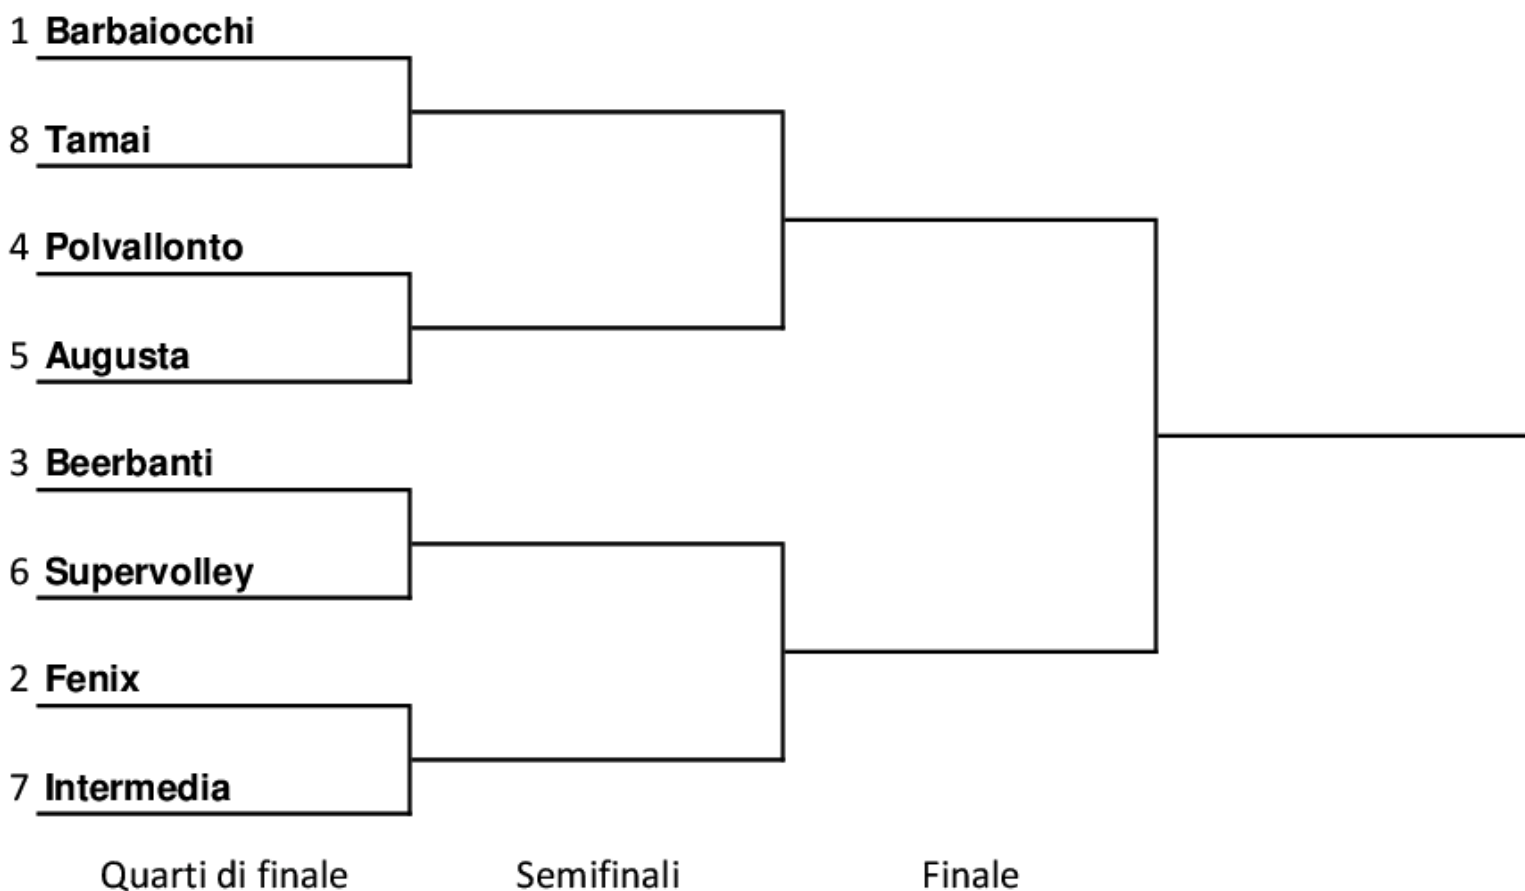 1 Barbaiocchi
8 Tamai
4 Polvallonto
5 Augusta
3 Beerbanti
6 Supervolley
2 Fenix
7 Intermedia
Quarti di finale Semifinali Finale